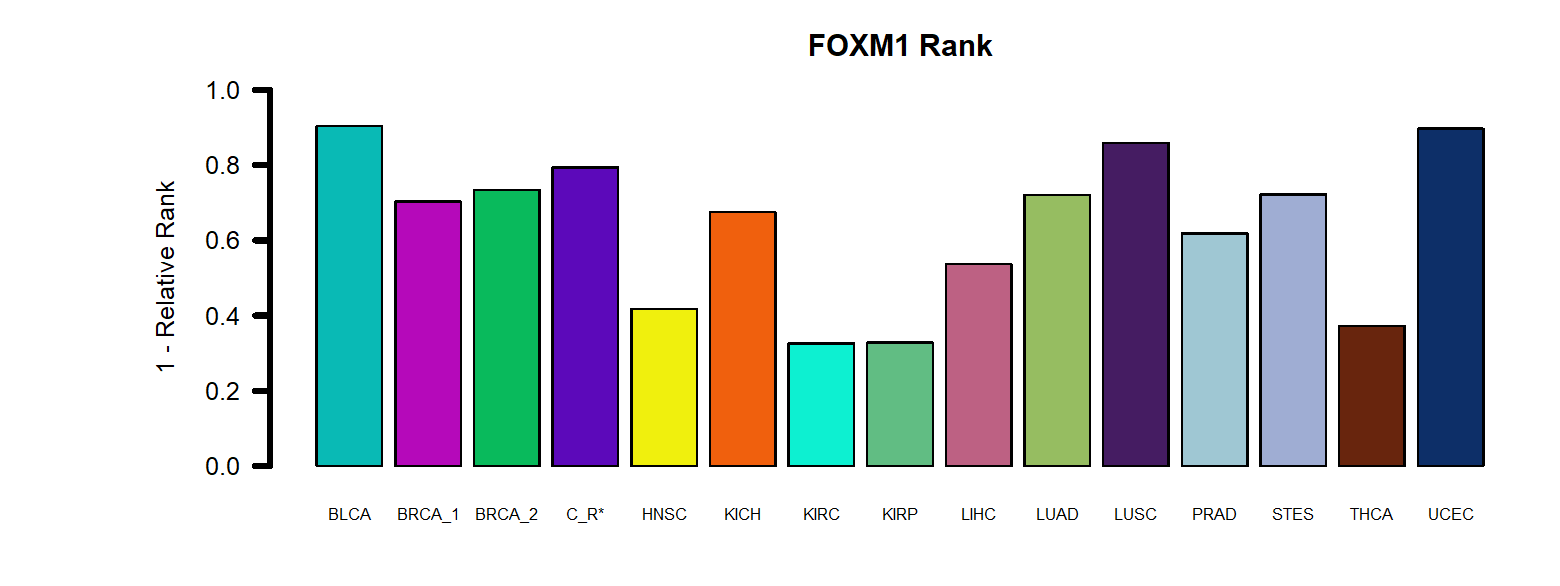 FOXM1 Rank
1 - Relative Rank
1.0
0.8
0.6
0.4
0.2
0.0
BLCA BRCA_1 BRCA_2 C_R* HNSC KICH KIRC KIRP LIHC LUAD LUSC PRAD STES THCA UCEC